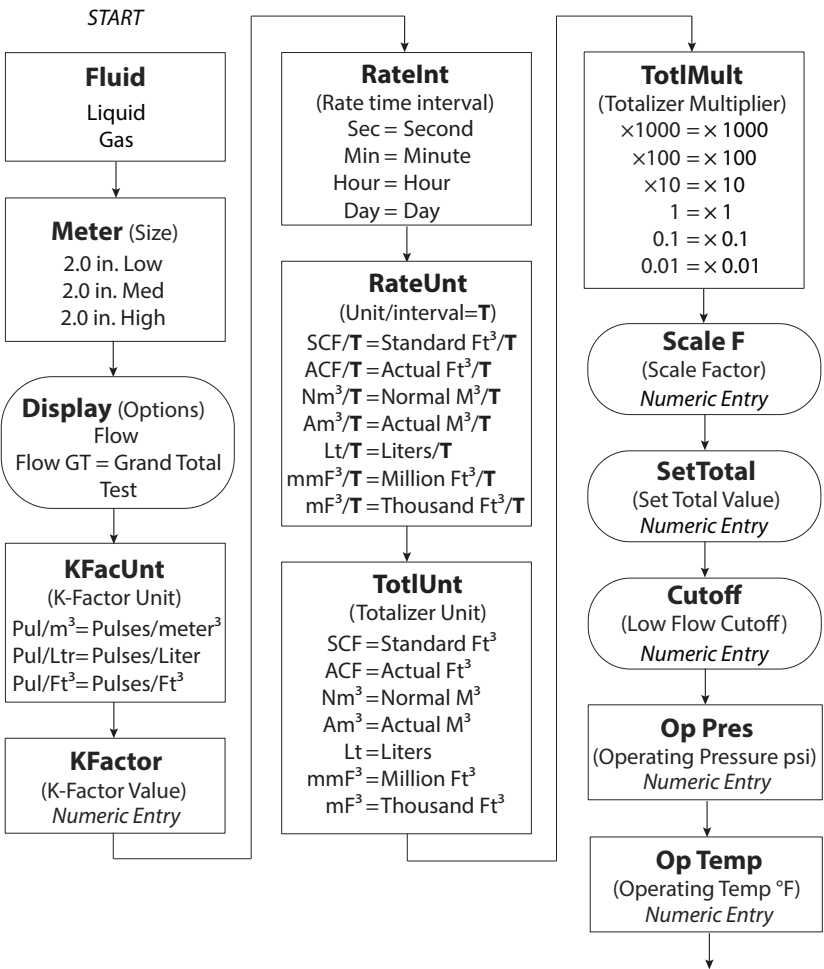 START
Fluid
Liquid
Gas
Meter (Size)
2.0 in. Low
2.0 in. Med
2.0 in. High
Display (Options)
Flow
Flow GT = Grand Total
Test
KFacUnt
(K-Factor Unit)
Pul/m³=Pulses/meter³
Pul/Ltr=Pulses/Liter
Pul/Ft³=Pulses/Ft³
KFactor
(K-Factor Value)
Numeric Entry
RateInt
(Rate time interval)
Sec = Second
Min = Minute
Hour = Hour
Day = Day
RateUnt
(Unit/interval=T)
SCF/T =Standard Ft³/T
ACF/T =Actual Ft³/T
Nm³/T =Normal M³/T
Am³/T =Actual M³/T
Lt/T =Liters/T
mmF³/T =Million Ft³/T
mF³/T =Thousand Ft³/T
TotlUnt
(Totalizer Unit)
SCF =Standard Ft³
ACF =Actual Ft³
Nm³ =Normal M³
Am³ =Actual M³
Lt =Liters
mmF³ =Million Ft³
mF³ =Thousand Ft³
TotlMult
(Totalizer Multiplier)
×1000 = × 1000
×100 = × 100
×10 = × 10
1 = × 1
0.1 = × 0.1
0.01 = × 0.01
Scale F
(Scale Factor)
Numeric Entry
SetTotal
(Set Total Value)
Numeric Entry
Cutoff
(Low Flow Cutoff)
Numeric Entry
Op Pres
(Operating Pressure psi)
Numeric Entry
Op Temp
(Operating Temp °F)
Numeric Entry